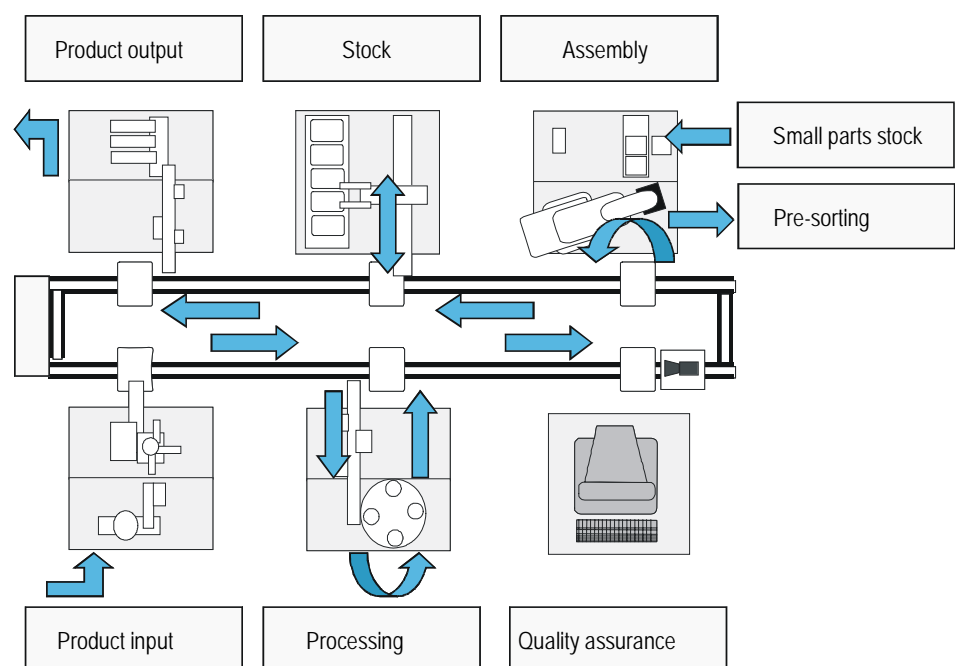 Product output
Stock
Assembly
Small parts stock
Pre-sorting
Product input
Processing
Quality assurance